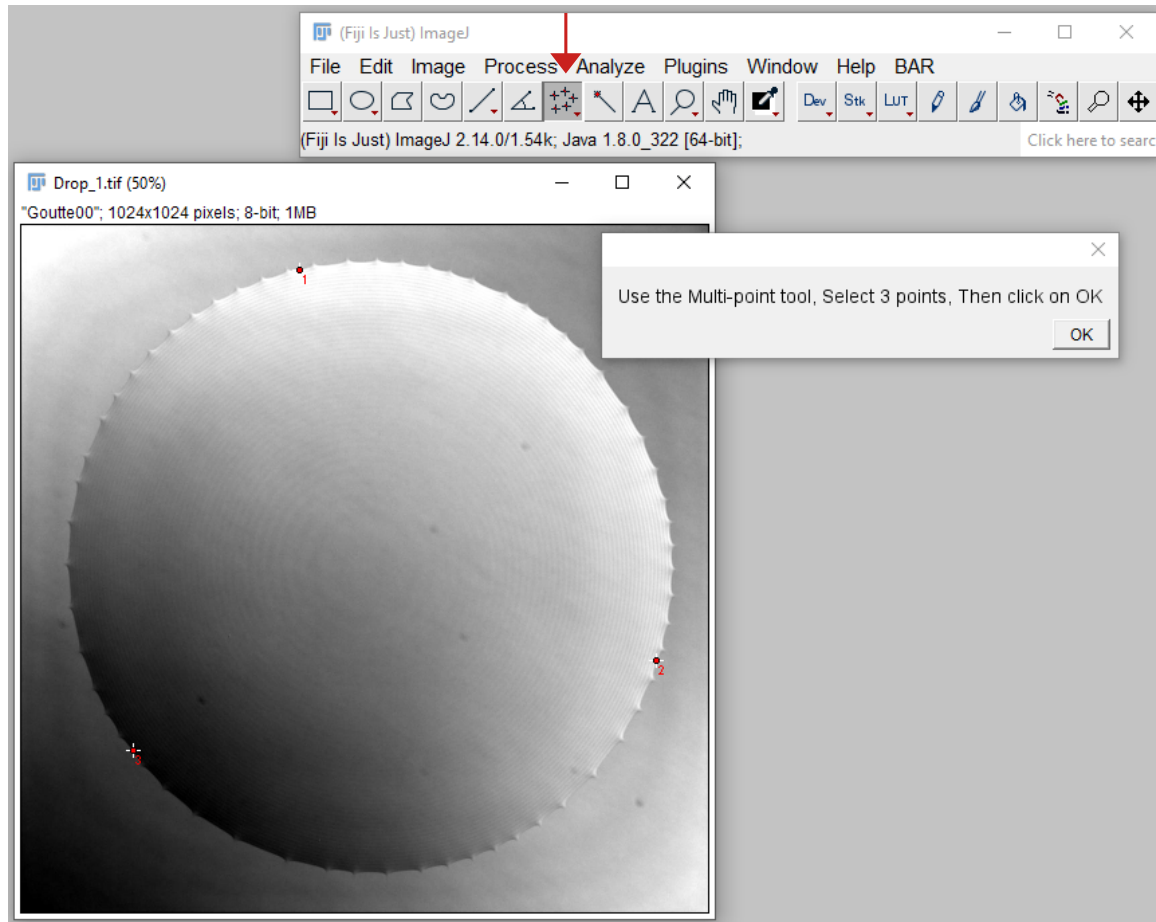 (Fiji Is Just) ImageJ
File Edit Image Process Analyze Plugins Window Help BAR
Dev Stk LUT
(Fiji Is Just) ImageJ 2.14.0/1.54k; Java 1.8.0_322 [64-bit];
Click here to searc
Drop_1.tif (50%)
"Goutte00"; 1024x1024 pixels; 8-bit; 1MB
Use the Multi-point tool, Select 3 points, Then click on OK
OK
1
2
3